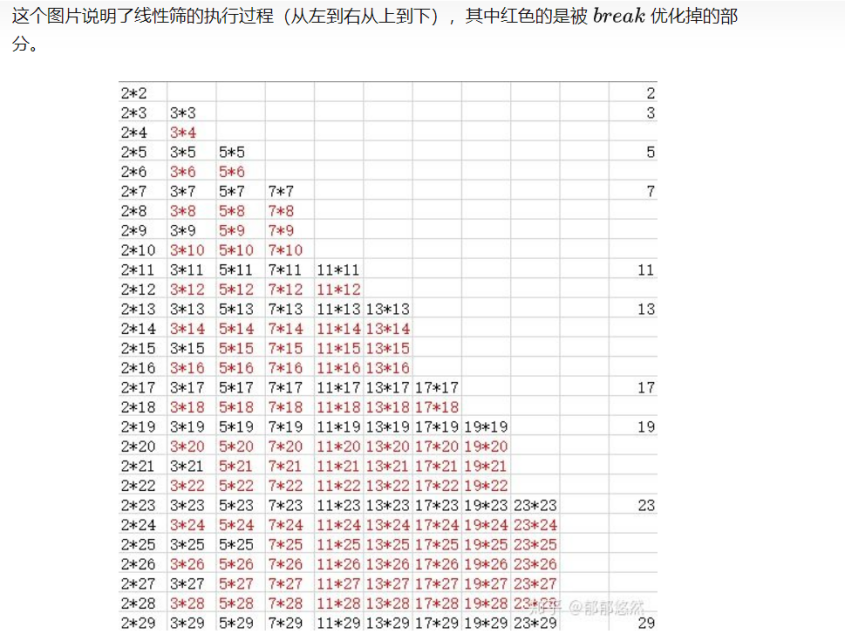 这个图片说明了线性筛的执行过程（从左到右从上到下），其中红色的是被 break 优化掉的部
分。
2*2 2
2*3 3*3 3
2*4 3*4
2*5 3*5 5*5 5
2*6 3*6 5*6
2*7 3*7 5*7 7*7 7
2*8 3*8 5*8 7*8
2*9 3*9 5*9 7*9
2*10 3*10 5*10 7*10
2*11 3*11 5*11 7*11 11*11 11
2*12 3*12 5*12 7*12 11*12
2*13 3*13 5*13 7*13 11*13 13*13 13
2*14 3*14 5*14 7*14 11*14 13*14
2*15 3*15 5*15 7*15 11*15 13*15
2*16 3*16 5*16 7*16 11*16 13*16
2*17 3*17 5*17 7*17 11*17 13*17 17*17 17
2*18 3*18 5*18 7*18 11*18 13*18 17*18
2*19 3*19 5*19 7*19 11*19 13*19 17*19 19*19 19
2*20 3*20 5*20 7*20 11*20 13*20 17*20 19*20
2*21 3*21 5*21 7*21 11*21 13*21 17*21 19*21
2*22 3*22 5*22 7*22 11*22 13*22 17*22 19*22
2*23 3*23 5*23 7*23 11*23 13*23 17*23 19*23 23*23 23
2*24 3*24 5*24 7*24 11*24 13*24 17*24 19*24 23*24
2*25 3*25 5*25 7*25 11*25 13*25 17*25 19*25 23*25
2*26 3*26 5*26 7*26 11*26 13*26 17*26 19*26 23*26
2*27 3*27 5*27 7*27 11*27 13*27 17*27 19*27 23*27
2*28 3*28 5*28 7*28 11*28 13*28 17*28 19*28 23*28
知乎 @郁郁悠然
2*29 3*29 5*29 7*29 11*29 13*29 17*29 19*29 23*29 29